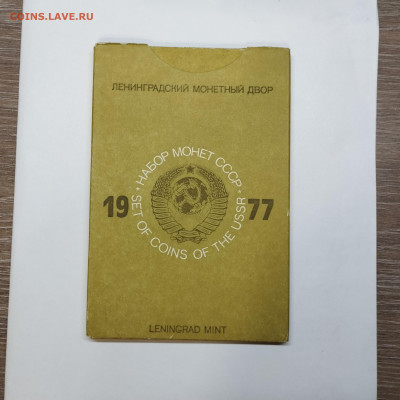 COINS.LAVE.RU
ЛЕНИНГРАДСКИЙ МОНЕТНЫЙ ДВОР
• НАБОР МОНЕТ СССР •
19 77
SET OF COINS OF THE USSR
LENINGRAD MINT